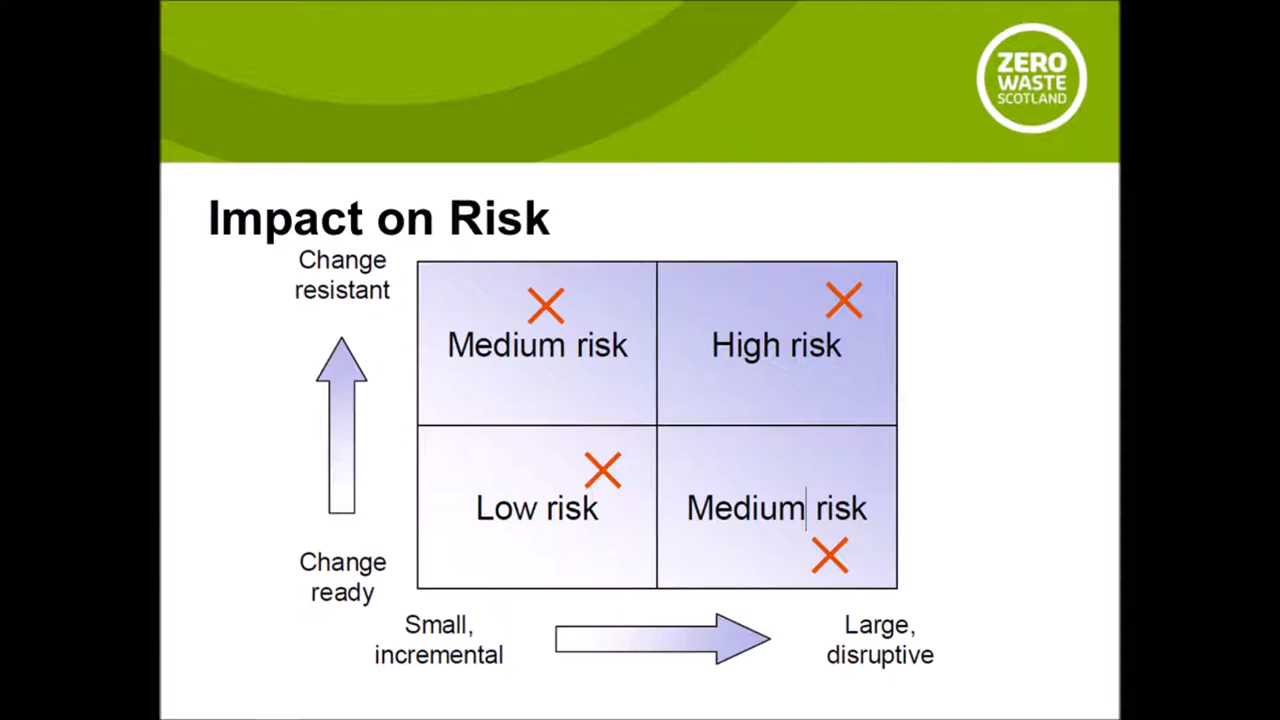 ZERO
WASTE
SCOTLAND
Impact on Risk
Change
resistant
Medium risk
High risk
Low risk
Medium risk
Change
ready
Small,
incremental
Large,
disruptive